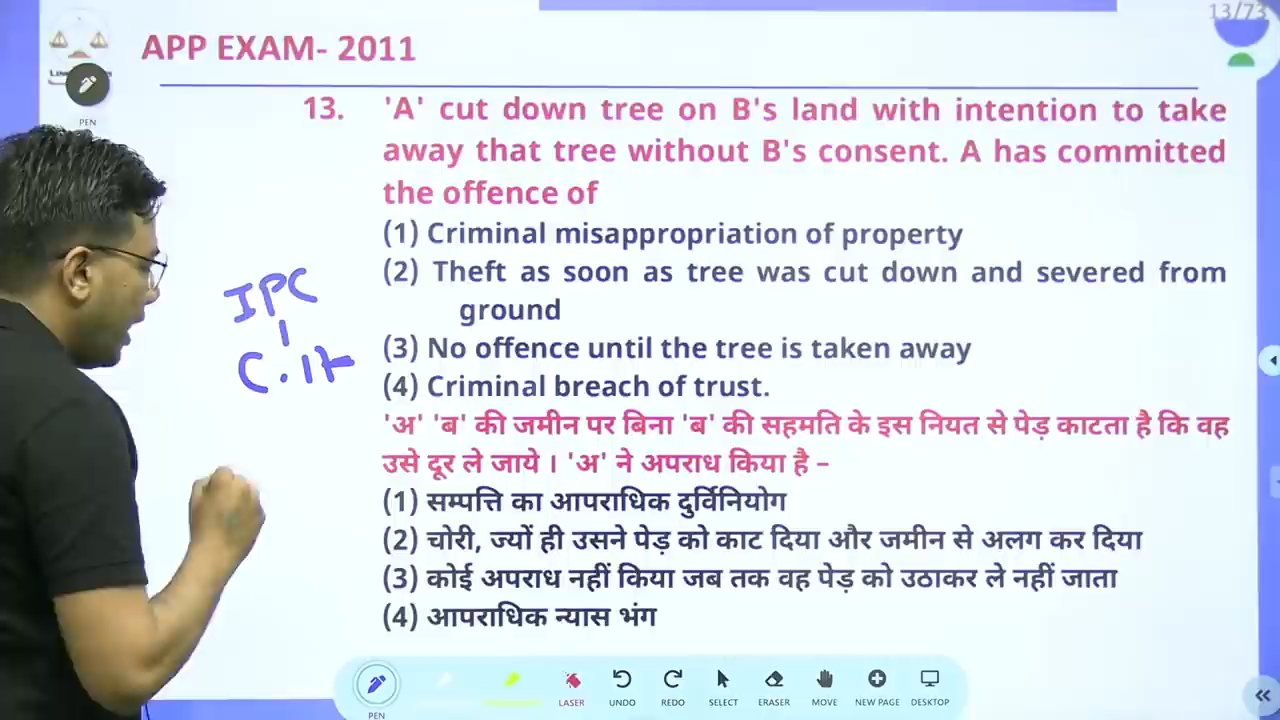 13/73
APP EXAM- 2011
PEN
13. 'A' cut down tree on B's land with intention to take
away that tree without B's consent. A has committed
the offence of
(1) Criminal misappropriation of property
(2) Theft as soon as tree was cut down and severed from
ground
(3) No offence until the tree is taken away
(4) Criminal breach of trust.
IPC
'अ' 'ब' की जमीन पर बिना 'ब' की सहमति के इस नियत से पेड़ काटता है कि वह
उसे दूर ले जाये । 'अ' ने अपराध किया है –
(1) सम्पत्ति का आपराधिक दुर्विनियोग
(2) चोरी, ज्यों ही उसने पेड़ को काट दिया और जमीन से अलग कर दिया
(3) कोई अपराध नहीं किया जब तक वह पेड़ को उठाकर ले नहीं जाता
(4) आपराधिक न्यास भंग
PEN LASER UNDO REDO SELECT ERASER MOVE NEW PAGE DESKTOP